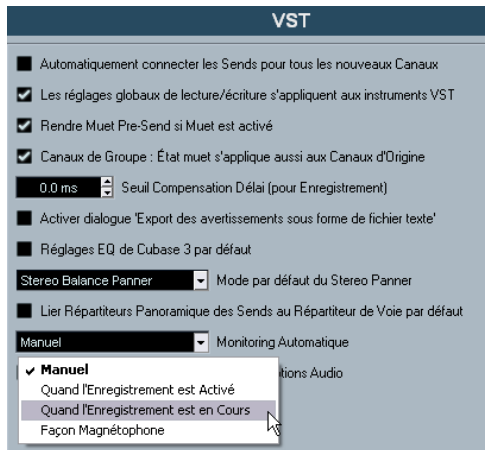 VST
Automatiquement connecter les Sends pour tous les nouveaux Canaux
Les réglages globaux de lecture/écriture s'appliquent aux instruments VST
Rendre Muet Pre-Send si Muet est activé
Canaux de Groupe : État muet s'applique aussi aux Canaux d'Origine
0.0 ms Seuil Compensation Délai (pour Enregistrement)
Activer dialogue 'Export des avertissements sous forme de fichier texte'
Réglages EQ de Cubase 3 par défaut
Stereo Balance Panner Mode par défaut du Stereo Panner
Lier Répartiteurs Panoramique des Sends au Répartiteur de Voie par défaut
Manuel Monitoring Automatique
Manuel
Audio
Quand l'Enregistrement est Activé
Quand l'Enregistrement est en Cours
Façon Magnétophone